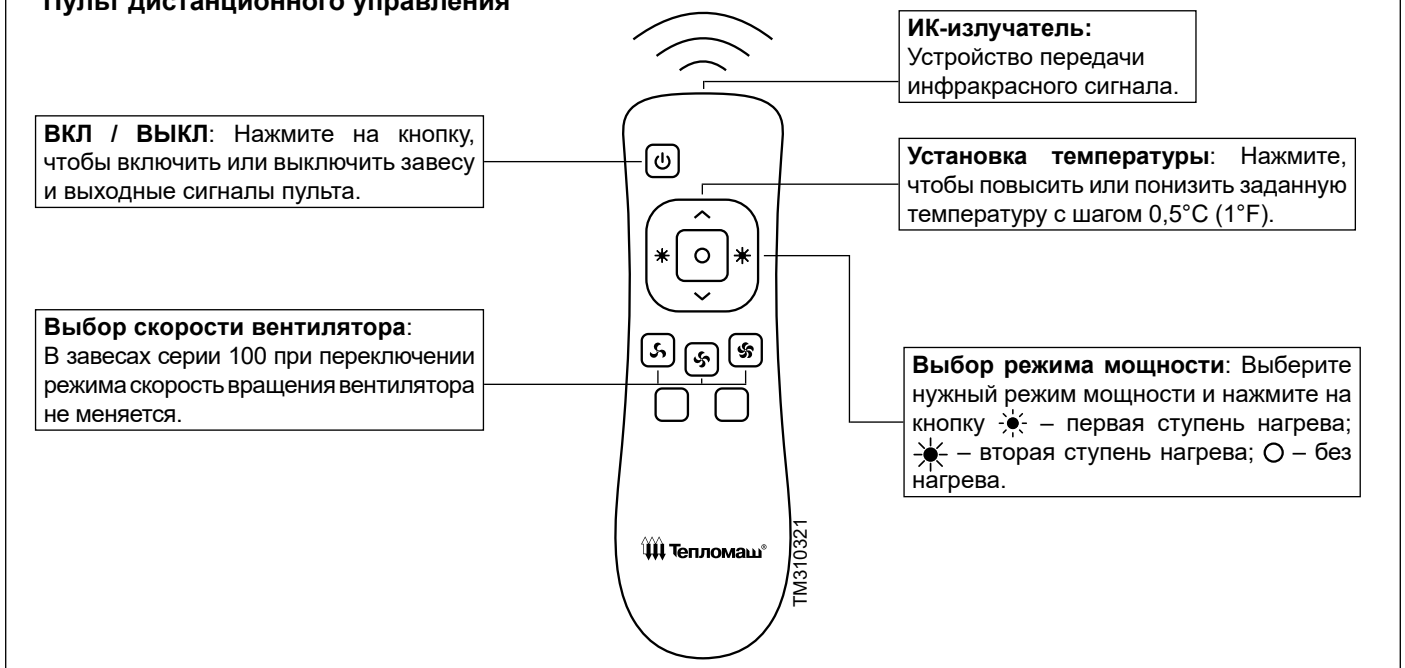 Пульт дистанционного управления
ИК-излучатель:
Устройство передачи
инфракрасного сигнала.
ВКЛ / ВЫКЛ: Нажмите на кнопку,
чтобы включить или выключить завесу
и выходные сигналы пульта.
Установка температуры: Нажмите,
чтобы повысить или понизить заданную
температуру с шагом 0,5°C (1°F).
Выбор скорости вентилятора:
В завесах серии 100 при переключении
режима скорость вращения вентилятора
не меняется.
Выбор режима мощности: Выберите
нужный режим мощности и нажмите на
кнопку – первая ступень нагрева;
– вторая ступень нагрева; – без
нагрева.
Тепломаш®
TM310321